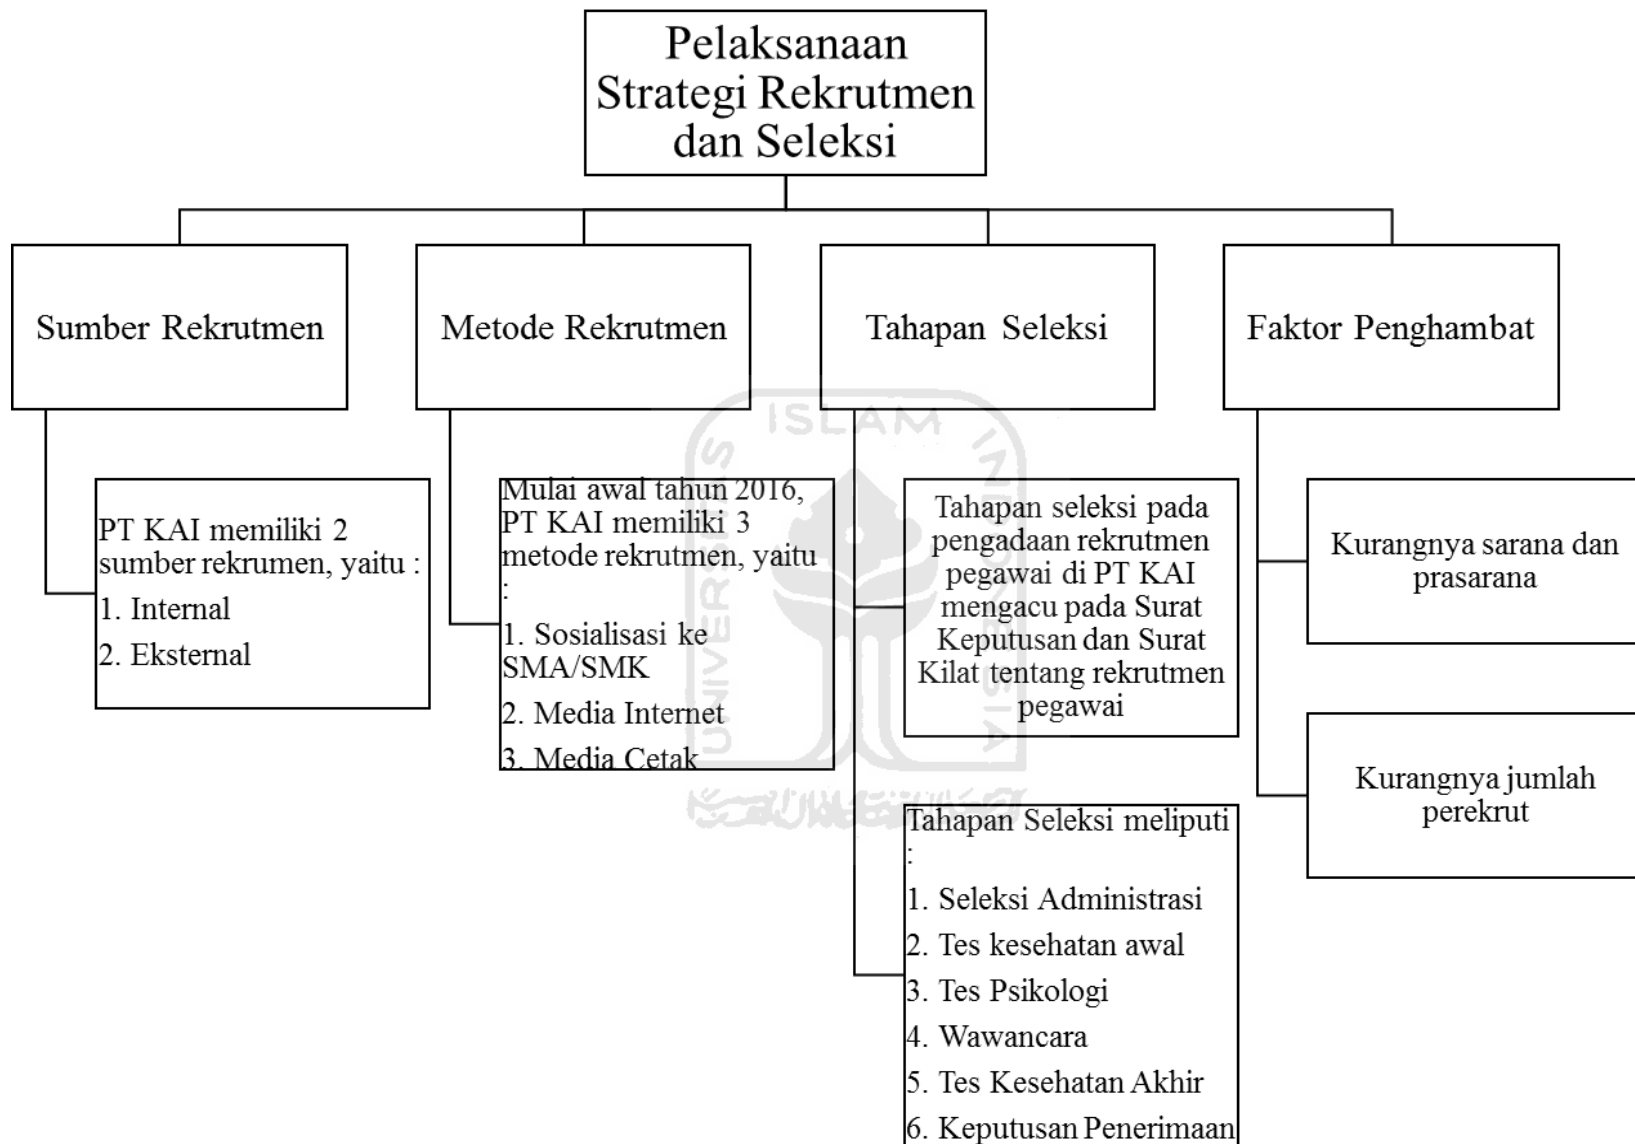 Pelaksanaan
Strategi Rekrutmen
dan Seleksi
Sumber Rekrutmen
Metode Rekrutmen
Tahapan Seleksi
Faktor Penghambat
PT KAI memiliki 2
sumber rekrumen, yaitu :
1. Internal
2. Eksternal
Mulai awal tahun 2016,
PT KAI memiliki 3
metode rekrutmen, yaitu
:
1. Sosialisasi ke
SMA/SMK
2. Media Internet
3. Media Cetak
Tahapan seleksi pada
pengadaan rekrutmen
pegawai di PT KAI
mengacu pada Surat
Keputusan dan Surat
Kilat tentang rekrutmen
pegawai
Tahapan Seleksi meliputi
:
1. Seleksi Administrasi
2. Tes kesehatan awal
3. Tes Psikologi
4. Wawancara
5. Tes Kesehatan Akhir
6. Keputusan Penerimaan
Kurangnya sarana dan
prasarana
Kurangnya jumlah
perekrut
UNIVERSITAS ISLAM INDONESIA